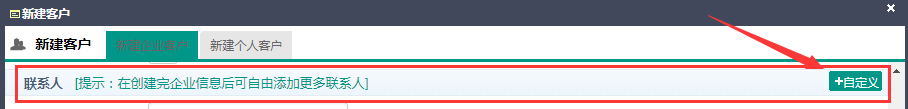 新建客户
新建客户 新建企业客户 新建个人客户
联系人 [提示：在创建完企业信息后可自由添加更多联系人] +自定义